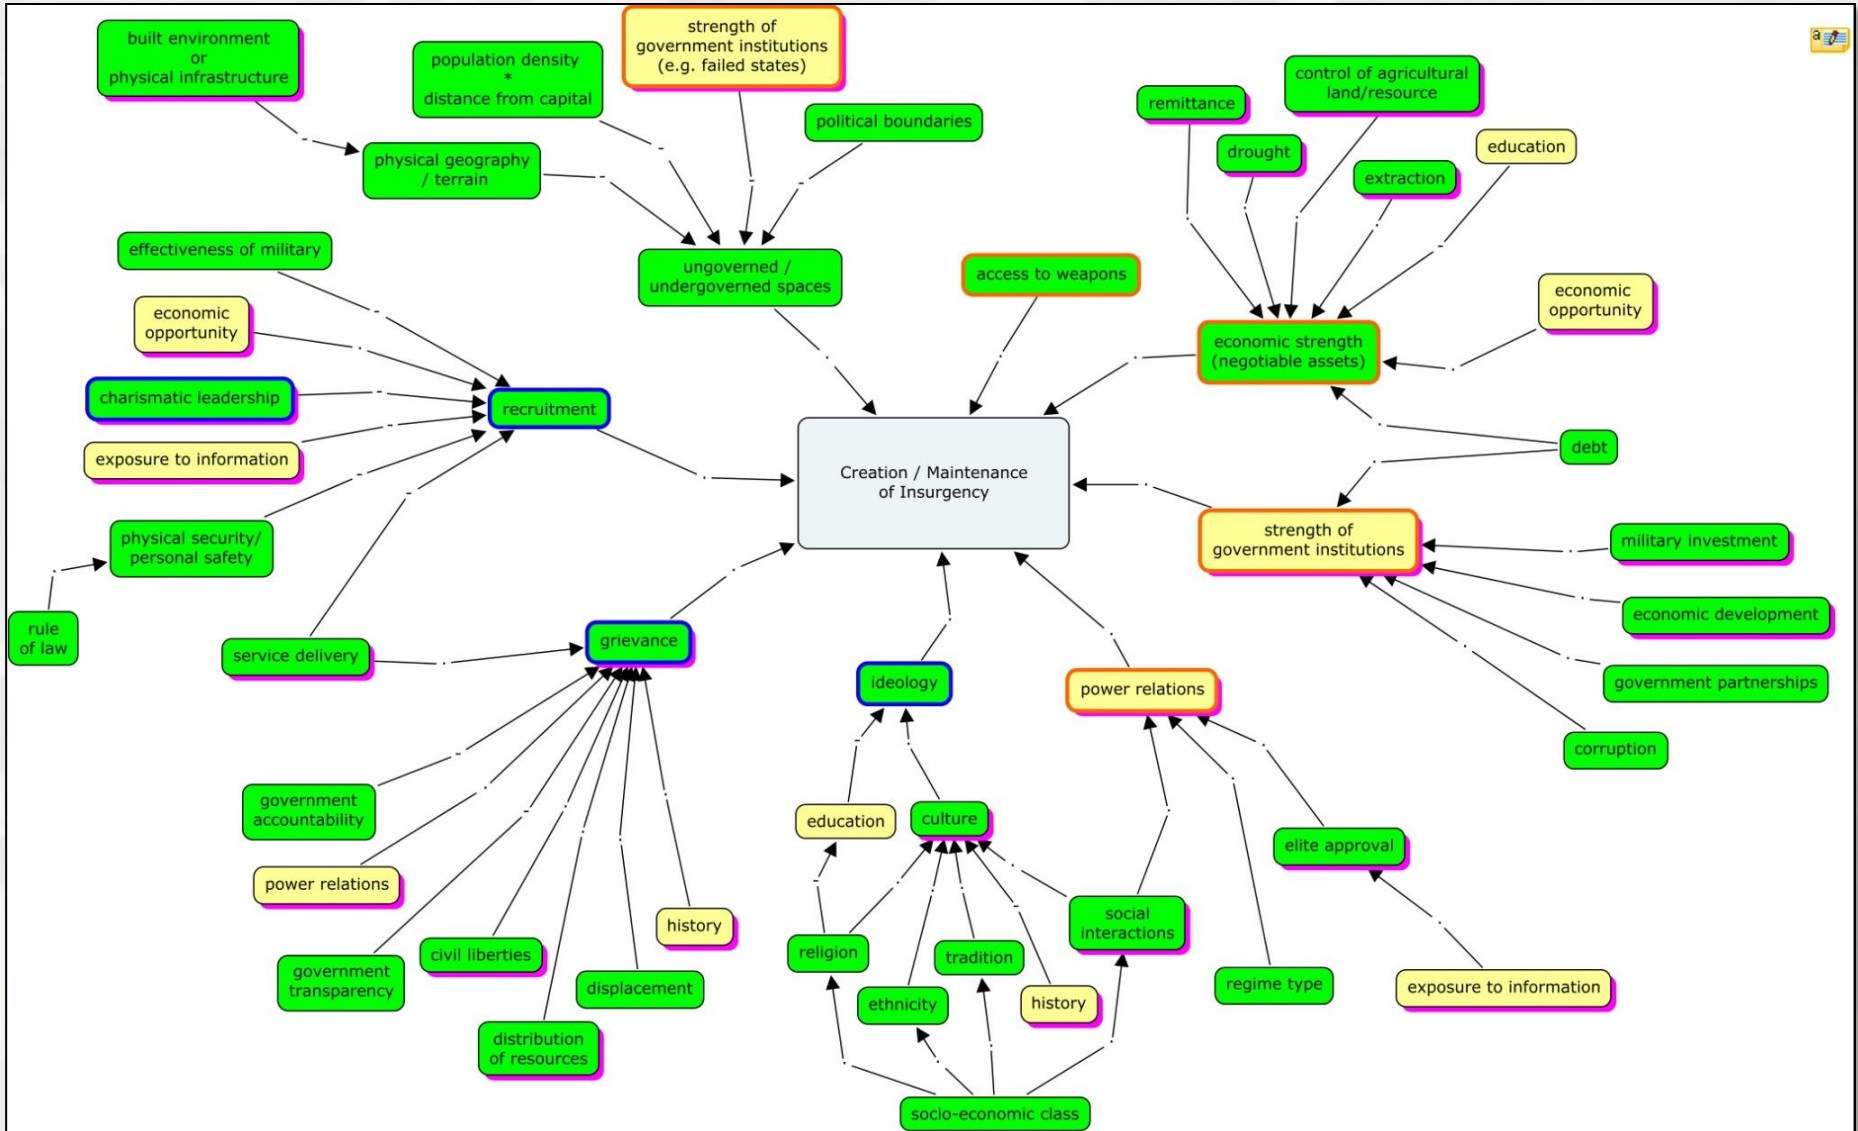 built environment
or
physical infrastructure
population density
*
distance from capital
strength of
government institutions
(e.g. failed states)
political boundaries
physical geography
/ terrain
remittance
control of agricultural
land/resource
drought
extraction
education
a
effectiveness of military
ungoverned /
undergoverned spaces
access to weapons
economic
opportunity
economic
opportunity
economic strength
(negotiable assets)
charismatic leadership
recruitment
exposure to information
debt
Creation / Maintenance
of Insurgency
physical security/
personal safety
strength of
government institutions
military investment
rule
of law
economic development
service delivery
grievance
ideology
power relations
government partnerships
corruption
government
accountability
education
culture
elite approval
power relations
history
social
interactions
civil liberties
religion
tradition
government
transparency
displacement
ethnicity
history
regime type
exposure to information
distribution
of resources
socio-economic class